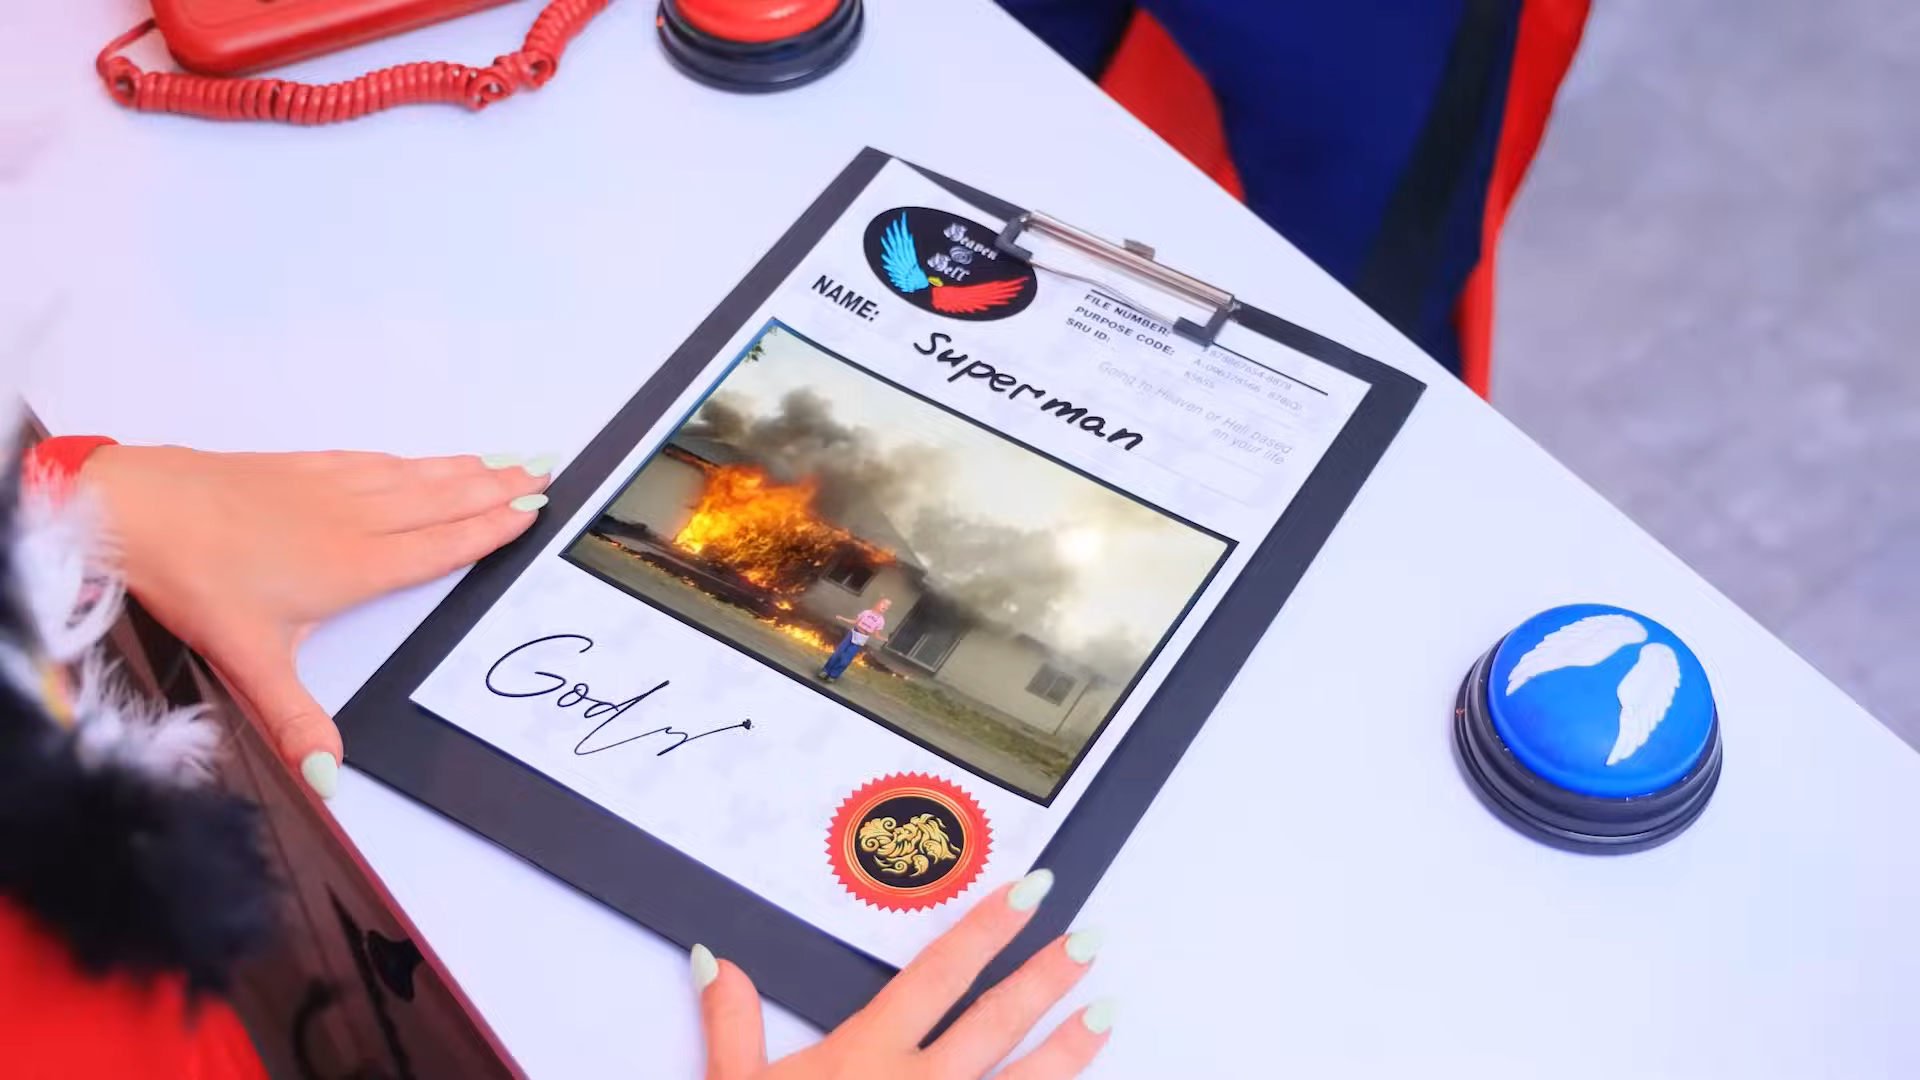 Heaven
&
Hell
NAME:
Superman
FILE NUMBER:
PURPOSE CODE:
SRU ID:
Going to Heaven or Hell based
on your life
God